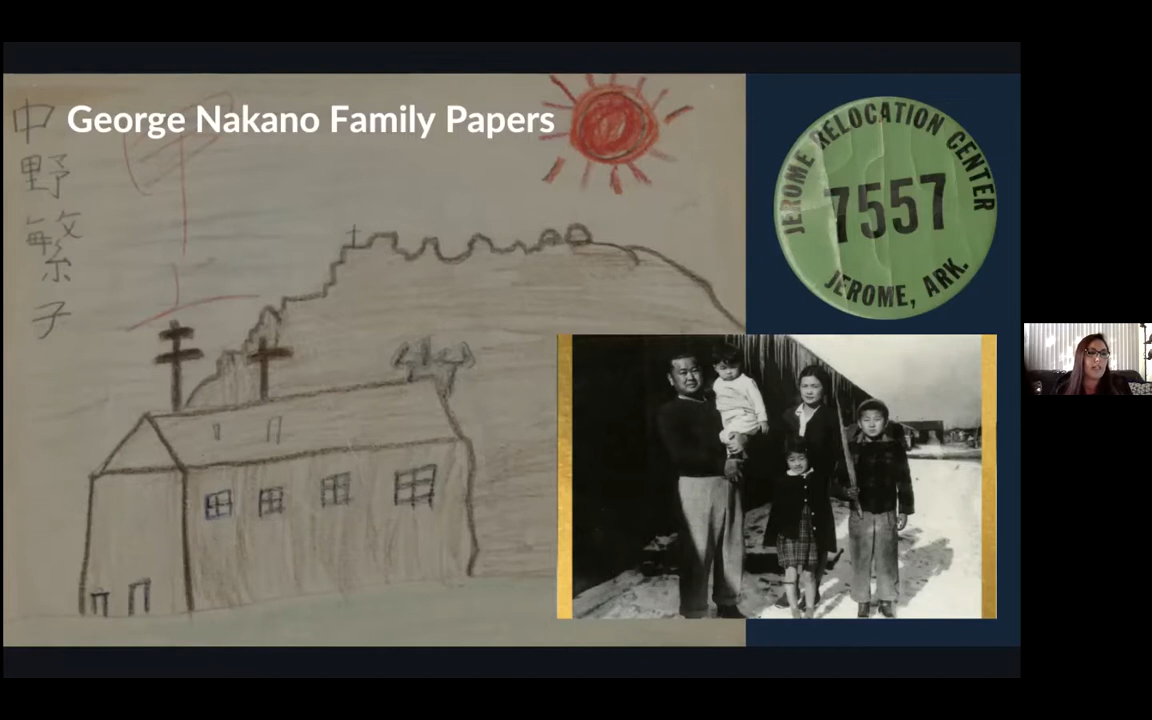 George Nakano Family Papers
中野繁子
JEROME RELOCATION CENTER
7557
JEROME, ARK.